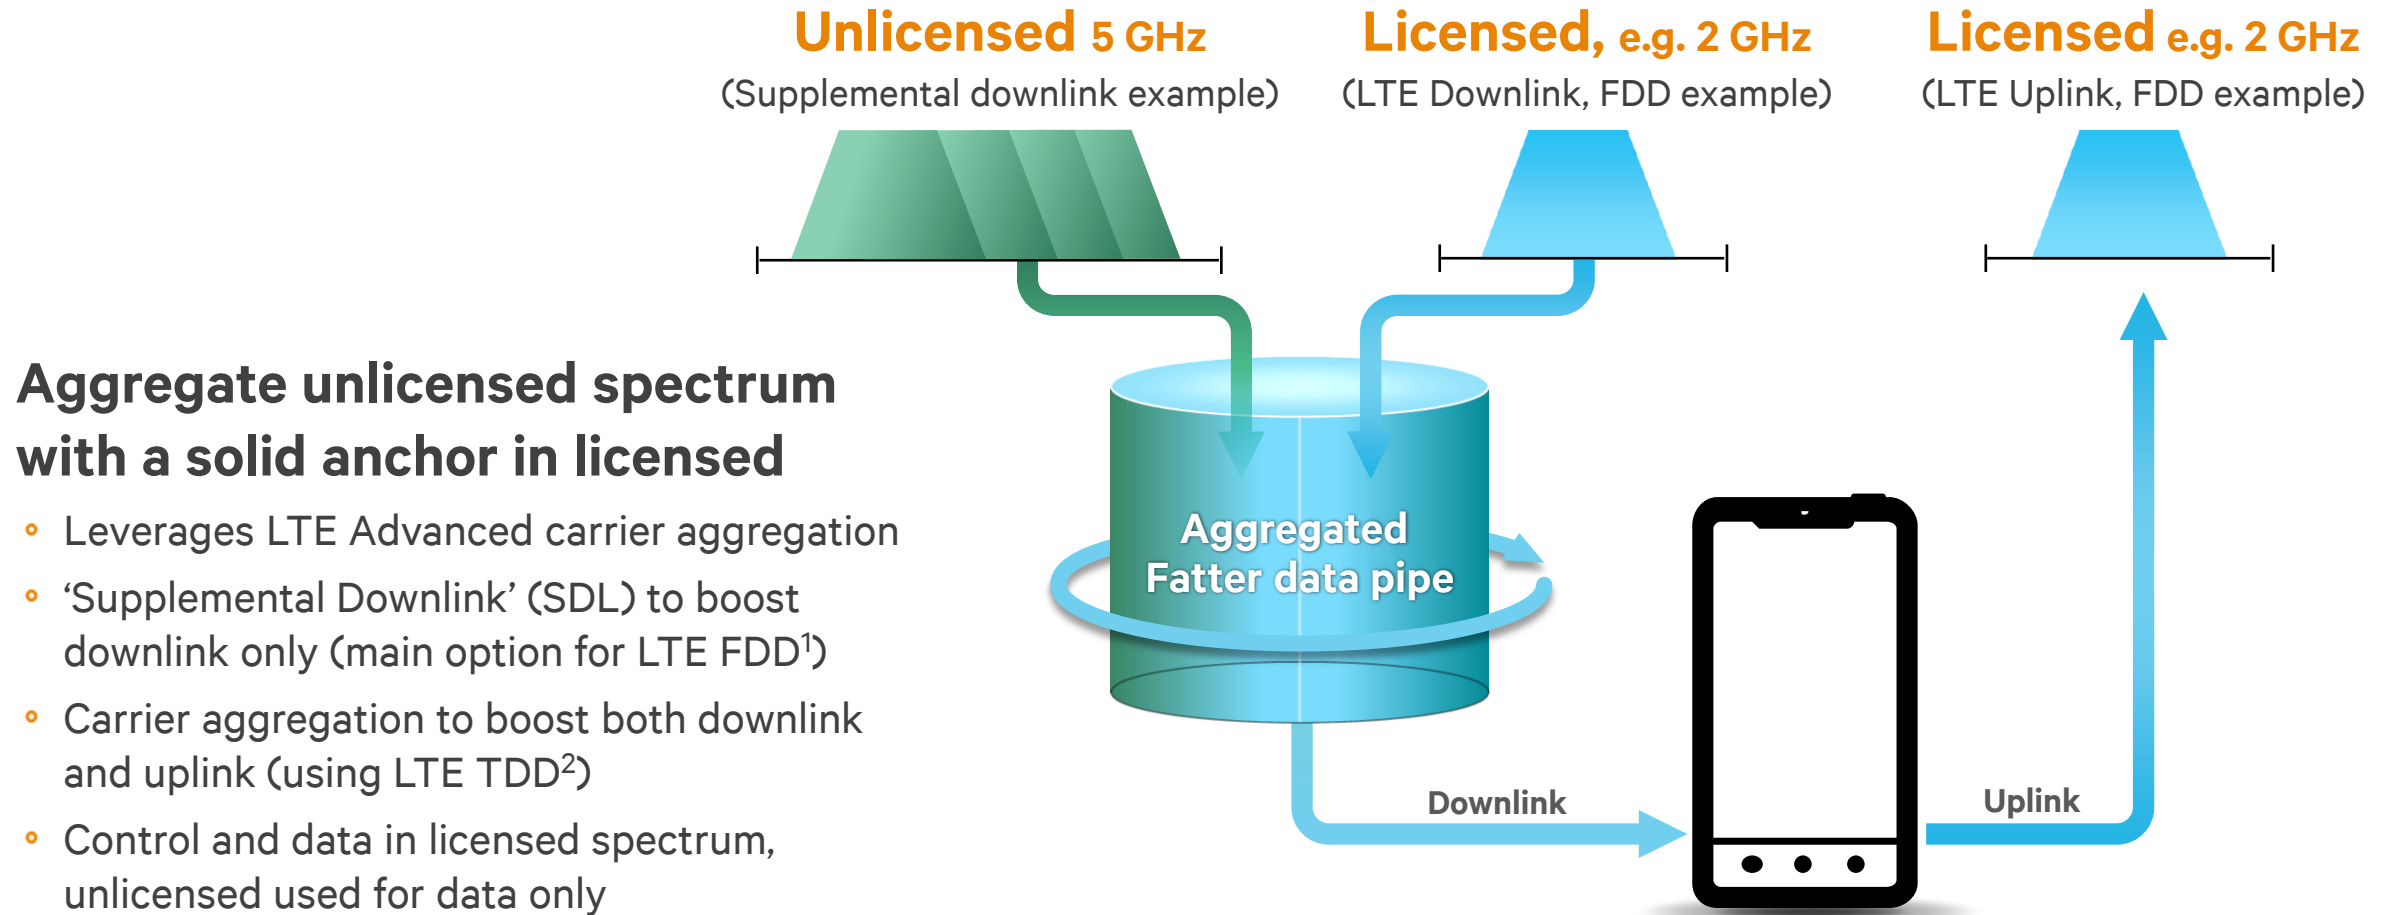 Unlicensed 5 GHz
(Supplemental downlink example)
Licensed, e.g. 2 GHz
(LTE Downlink, FDD example)
Licensed e.g. 2 GHz
(LTE Uplink, FDD example)
Aggregate unlicensed spectrum
with a solid anchor in licensed
Leverages LTE Advanced carrier aggregation
‘Supplemental Downlink’ (SDL) to boost
downlink only (main option for LTE FDD¹)
Carrier aggregation to boost both downlink
and uplink (using LTE TDD²)
Control and data in licensed spectrum,
unlicensed used for data only
Aggregated
Fatter data pipe
Downlink
Uplink